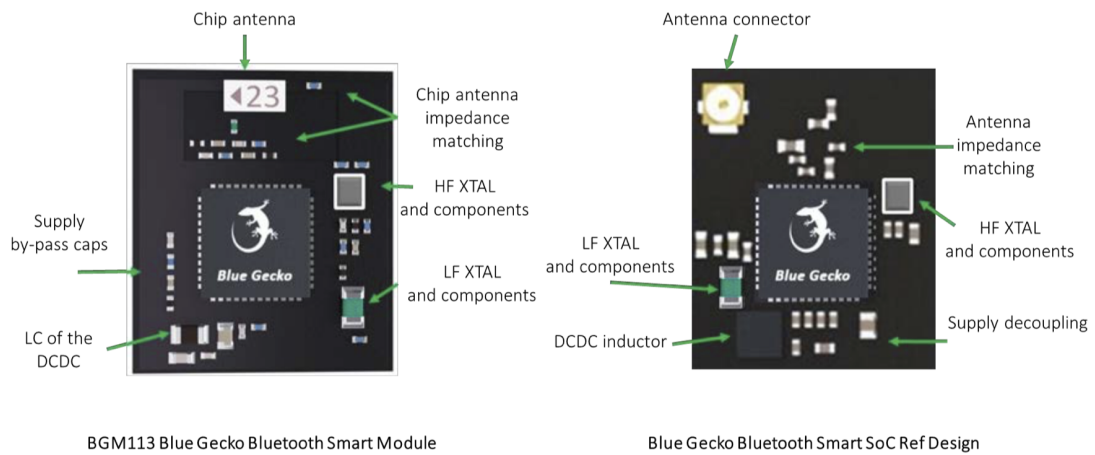 Chip antenna
23
Chip antenna
impedance
matching
HF XTAL
and components
Supply
by-pass caps
Blue Gecko
LF XTAL
and components
LC of the
DCDC
BGM113 Blue Gecko Bluetooth Smart Module
Antenna connector
Antenna
impedance
matching
HF XTAL
and components
LF XTAL
and components
Blue Gecko
DCDC inductor
Supply decoupling
Blue Gecko Bluetooth Smart SoC Ref Design